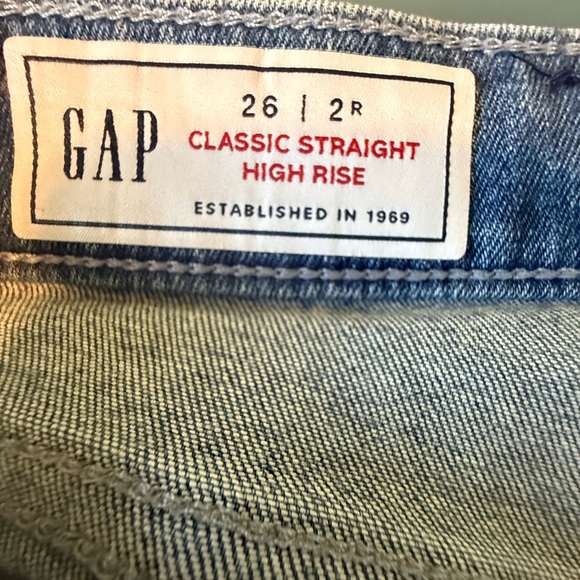 GAP
26 | 2R
CLASSIC STRAIGHT
HIGH RISE
ESTABLISHED IN 1969